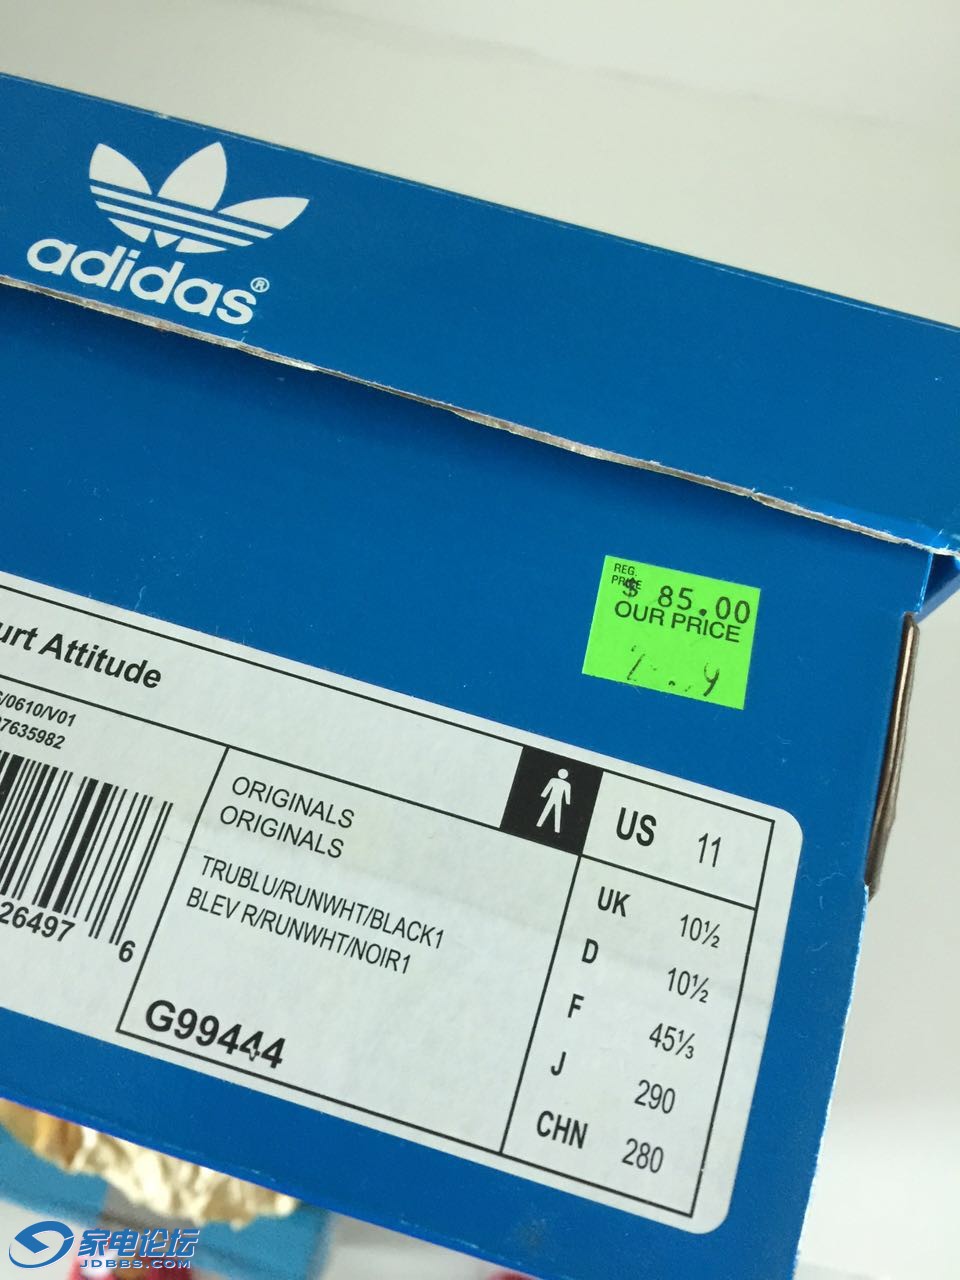 adidas®
REG.
PRICE
$ 85.00
OUR PRICE
urt Attitude
/0610/V01
7635982
26497
6
ORIGINALS
ORIGINALS
TRUBLU/RUNWHT/BLACK1
BLEV R/RUNWHT/NOIR1
G99444
US 11
UK 10½
D 10½
F 45⅓
J 290
CHN 280
家电论坛
JDBBS.COM